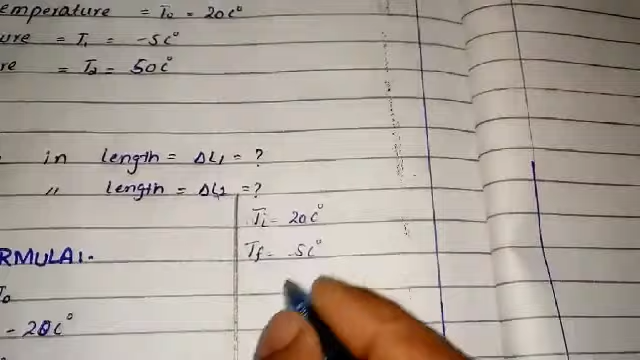 emperature = T₀ = 20c°
ure = T₁ = -5c°
re = T₂ = 50c°
in length = ΔL₁ = ?
" length = ΔL₂ = ?
Ti = 20c°
Tf = -5c°
RMULA:-
T₀
- 20c°